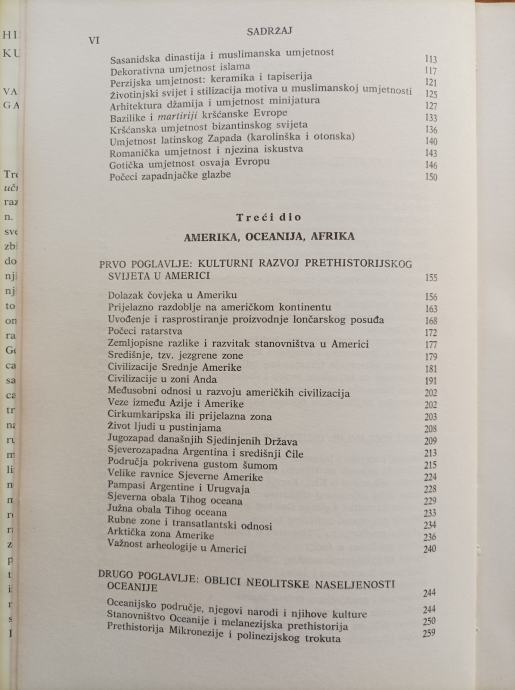 VI
SADRŽAJ
Sasanidska dinastija i muslimanska umjetnost 113
Dekorativna umjetnost islama 117
Perzijska umjetnost: keramika i tapiserija 121
Životinjski svijet i stilizacija motiva u muslimanskoj umjetnosti 125
Arhitektura džamija i umjetnost minijatura 127
Bazilike i martiriji kršćanske Evrope 133
Kršćanska umjetnost bizantinskog svijeta 136
Umjetnost latinskog Zapada (karolinška i otonska) 140
Romanička umjetnost i njezina iskustva 143
Gotička umjetnost osvaja Evropu 146
Počeci zapadnjačke glazbe 150
Treći dio
AMERIKA, OCEANIJA, AFRIKA
PRVO POGLAVLJE: KULTURNI RAZVOJ PRETHISTORIJSKOG
SVIJETA U AMERICI 155
Dolazak čovjeka u Ameriku 156
Prijelazno razdoblje na američkom kontinentu 163
Uvođenje i rasprostiranje proizvodnje lončarskog posuđa 168
Počeci ratarstva 172
Zemljopisne razlike i razvitak stanovništva u Americi 177
Središnje, tzv. jezgrene zone 179
Civilizacije Srednje Amerike 181
Civilizacije u zoni Anda 191
Međusobni odnosi u razvoju američkih civilizacija 202
Veze između Azije i Amerike 202
Cirkumkaripska ili prijelazna zona 203
Život ljudi u pustinjama 208
Jugozapad današnjih Sjedinjenih Država 209
Sjeverozapadna Argentina i središnji Čile 213
Područja pokrivena gustom šumom 215
Velike ravnice Sjeverne Amerike 224
Pampasi Argentine i Urugvaja 228
Sjeverna obala Tihog oceana 229
Južna obala Tihog oceana 233
Rubne zone i transatlantski odnosi 234
Arktička zona Amerike 236
Važnost arheologije u Americi 240
DRUGO POGLAVLJE: OBLICI NEOLITSKE NASELJENOSTI
OCEANIJE 244
Oceanijsko područje, njegovi narodi i njihove kulture 244
Stanovništvo Oceanije i melanezijska prethistorija 250
Prethistorija Mikronezije i polinezijskog trokuta 259